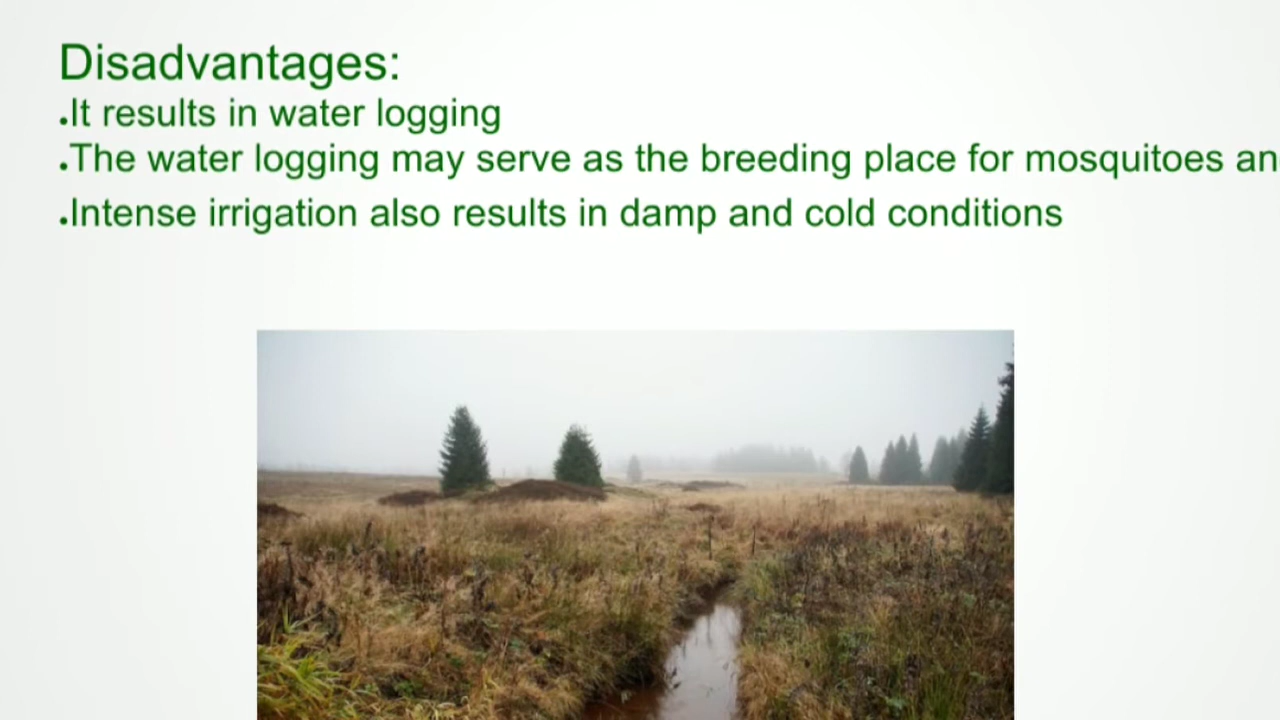 Disadvantages:
.It results in water logging
.The water logging may serve as the breeding place for mosquitoes an
.Intense irrigation also results in damp and cold conditions